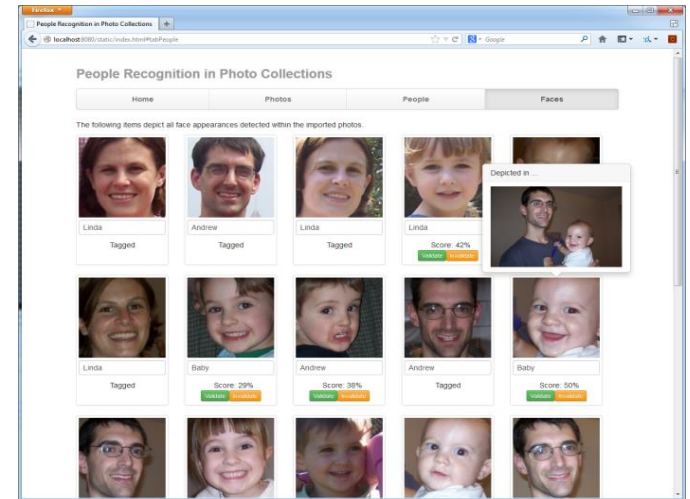 Firefox
People Recognition in Photo Collections
localhost:8080/static/index.html#tabPeople
Google
People Recognition in Photo Collections
Home Photos People Faces
The following items depict all face appearances detected within the imported photos.
Depicted in ...
Linda Andrew Linda Linda
Tagged Tagged Tagged Score: 42%
Validate Invalidate
Linda Baby Andrew Andrew Baby
Tagged Score: 29% Score: 38% Tagged Score: 50%
Validate Invalidate Validate Invalidate Validate Invalidate